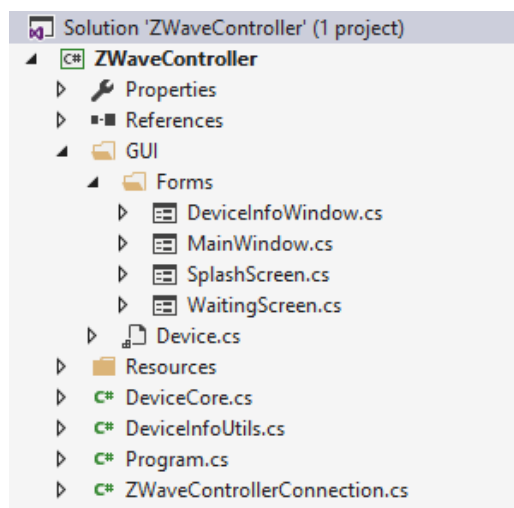 Solution 'ZWaveController' (1 project)
C# ZWaveController
Properties
References
GUI
Forms
DeviceInfoWindow.cs
MainWindow.cs
SplashScreen.cs
WaitingScreen.cs
Device.cs
Resources
C# DeviceCore.cs
C# DeviceInfoUtils.cs
C# Program.cs
C# ZWaveControllerConnection.cs